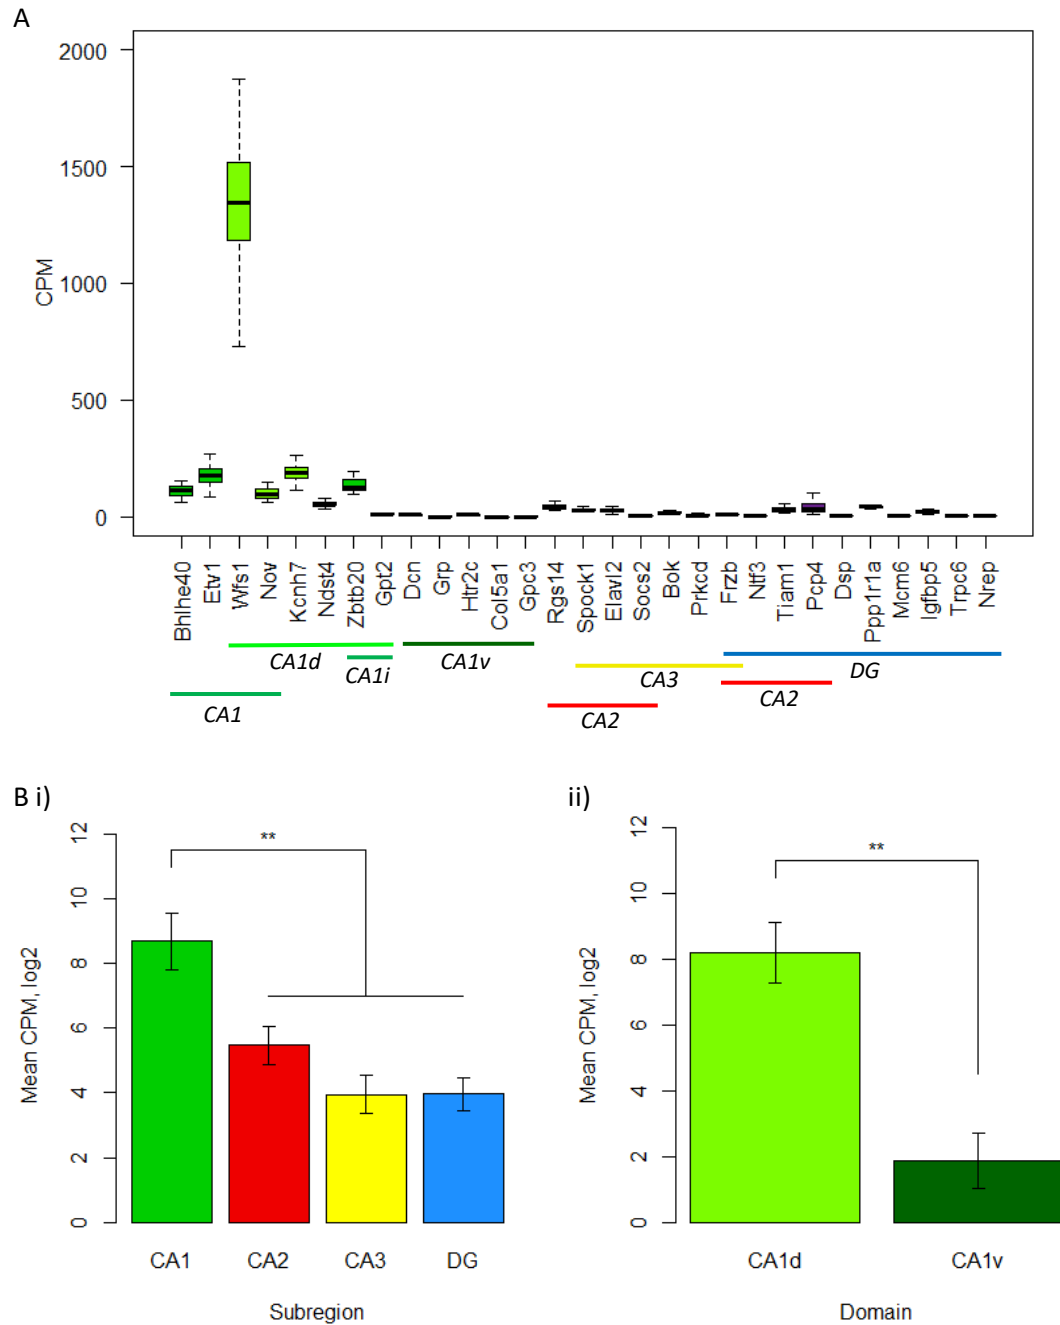 A
2000
1500
1000
500
0
CPM
Bhlhe40 Etv1 Wfs1 Nov Kcnh7 Ndst4 Zbtb20 Gpt2 Dcn Grp Htr2c Col5a1 Gpc3 Rgs14 Spock1 Elavl2 Socs2 Bok Prkcd Frzb Ntf3 Tiam1 Pcp4 Dsp Ppp1r1a Mcm6 Igfbp5 Trpc6 Nrep
CA1d CA1i CA1v CA3 DG
CA1 CA2 CA2
B i)
12
10
8
6
4
2
0
Mean CPM, log2
**
CA1 CA2 CA3 DG
Subregion
ii)
12
10
8
6
4
2
0
Mean CPM, log2
**
CA1d CA1v
Domain